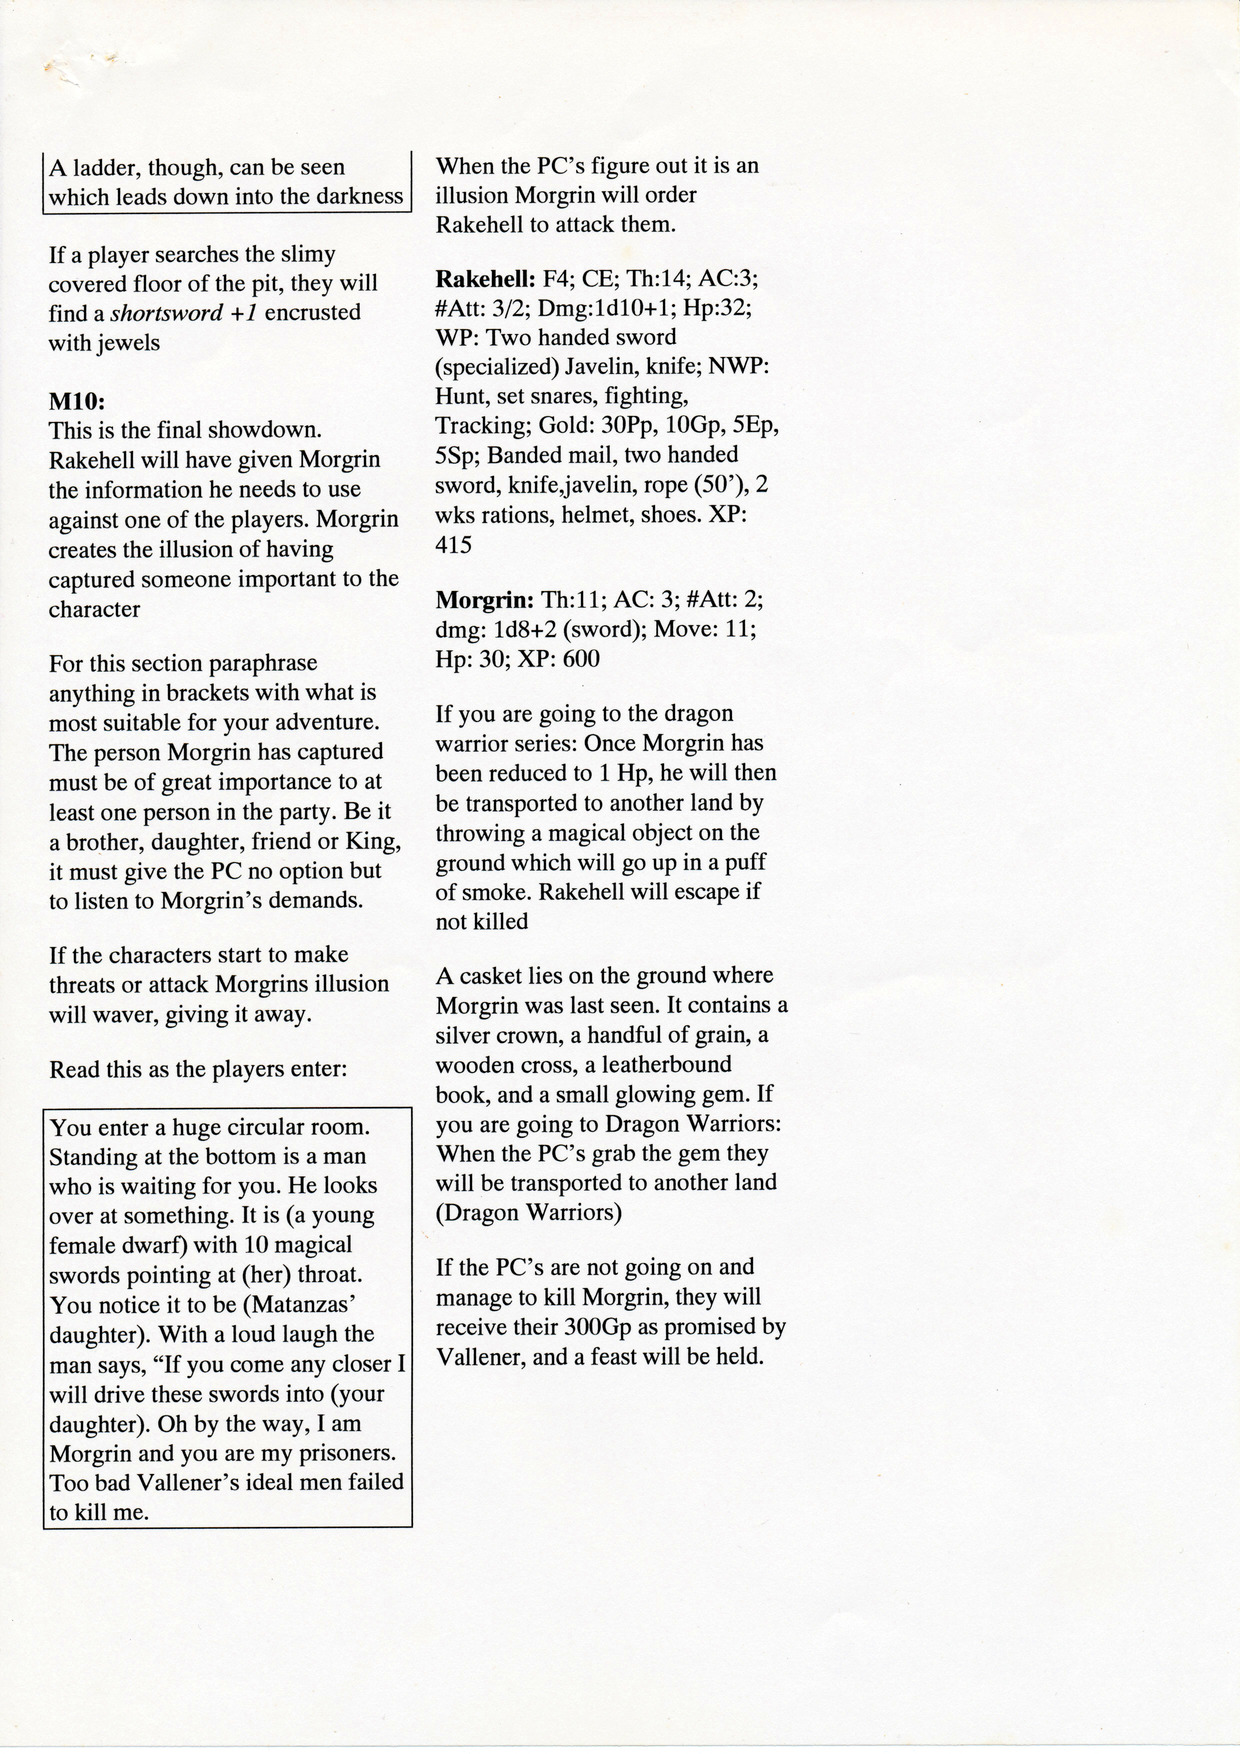 A ladder, though, can be seen
which leads down into the darkness
If a player searches the slimy
covered floor of the pit, they will
find a shortsword +1 encrusted
with jewels
M10:
This is the final showdown.
Rakehell will have given Morgrin
the information he needs to use
against one of the players. Morgrin
creates the illusion of having
captured someone important to the
character
For this section paraphrase
anything in brackets with what is
most suitable for your adventure.
The person Morgrin has captured
must be of great importance to at
least one person in the party. Be it
a brother, daughter, friend or King,
it must give the PC no option but
to listen to Morgrin's demands.
If the characters start to make
threats or attack Morgrins illusion
will waver, giving it away.
Read this as the players enter:
You enter a huge circular room.
Standing at the bottom is a man
who is waiting for you. He looks
over at something. It is (a young
female dwarf) with 10 magical
swords pointing at (her) throat.
You notice it to be (Matanzas'
daughter). With a loud laugh the
man says, “If you come any closer I
will drive these swords into (your
daughter). Oh by the way, I am
Morgrin and you are my prisoners.
Too bad Vallener's ideal men failed
to kill me.
When the PC's figure out it is an
illusion Morgrin will order
Rakehell to attack them.
Rakehell: F4; CE; Th:14; AC:3;
#Att: 3/2; Dmg:1d10+1; Hp:32;
WP: Two handed sword
(specialized) Javelin, knife; NWP:
Hunt, set snares, fighting,
Tracking; Gold: 30Pp, 10Gp, 5Ep,
5Sp; Banded mail, two handed
sword, knife,javelin, rope (50'), 2
wks rations, helmet, shoes. XP:
415
Morgrin: Th:11; AC: 3; #Att: 2;
dmg: 1d8+2 (sword); Move: 11;
Hp: 30; XP: 600
If you are going to the dragon
warrior series: Once Morgrin has
been reduced to 1 Hp, he will then
be transported to another land by
throwing a magical object on the
ground which will go up in a puff
of smoke. Rakehell will escape if
not killed
A casket lies on the ground where
Morgrin was last seen. It contains a
silver crown, a handful of grain, a
wooden cross, a leatherbound
book, and a small glowing gem. If
you are going to Dragon Warriors:
When the PC's grab the gem they
will be transported to another land
(Dragon Warriors)
If the PC's are not going on and
manage to kill Morgrin, they will
receive their 300Gp as promised by
Vallener, and a feast will be held.